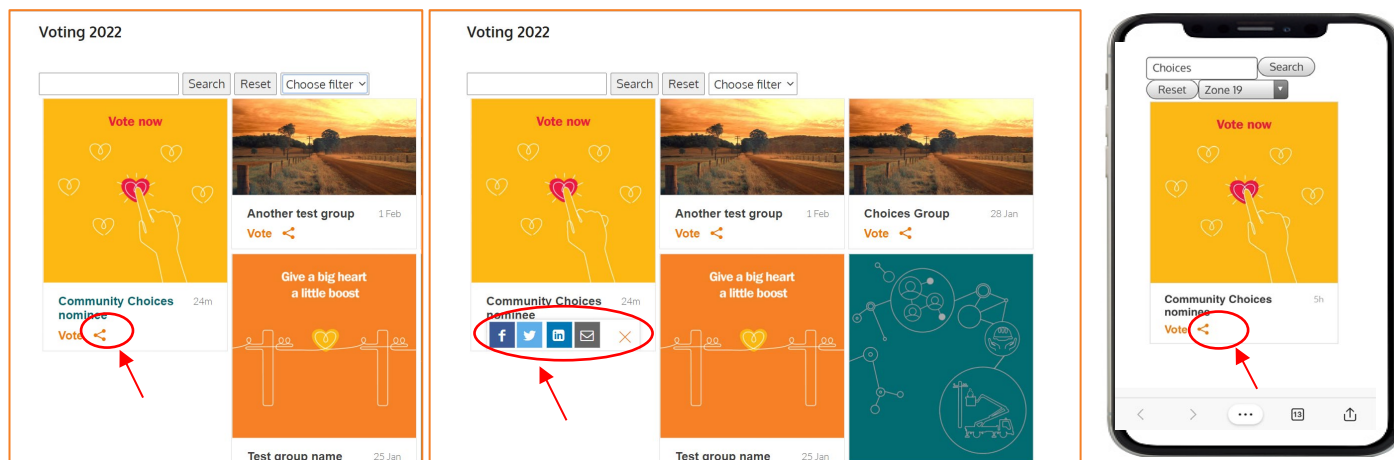 Voting 2022
Search Reset Choose filter
Vote now
Another test group 1 Feb
Vote
Community Choices 24m
nominee
Vote
Give a big heart
a little boost
Test group name 25 Jan
Voting 2022
Search Reset Choose filter
Vote now
Another test group 1 Feb
Vote
Choices Group 28 Jan
Vote
Community Choices 24m
nominee
f in
Give a big heart
a little boost
Test group name 25 Jan
Choices Search
Reset Zone 19
Vote now
Community Choices 5h
nominee
Vote
13